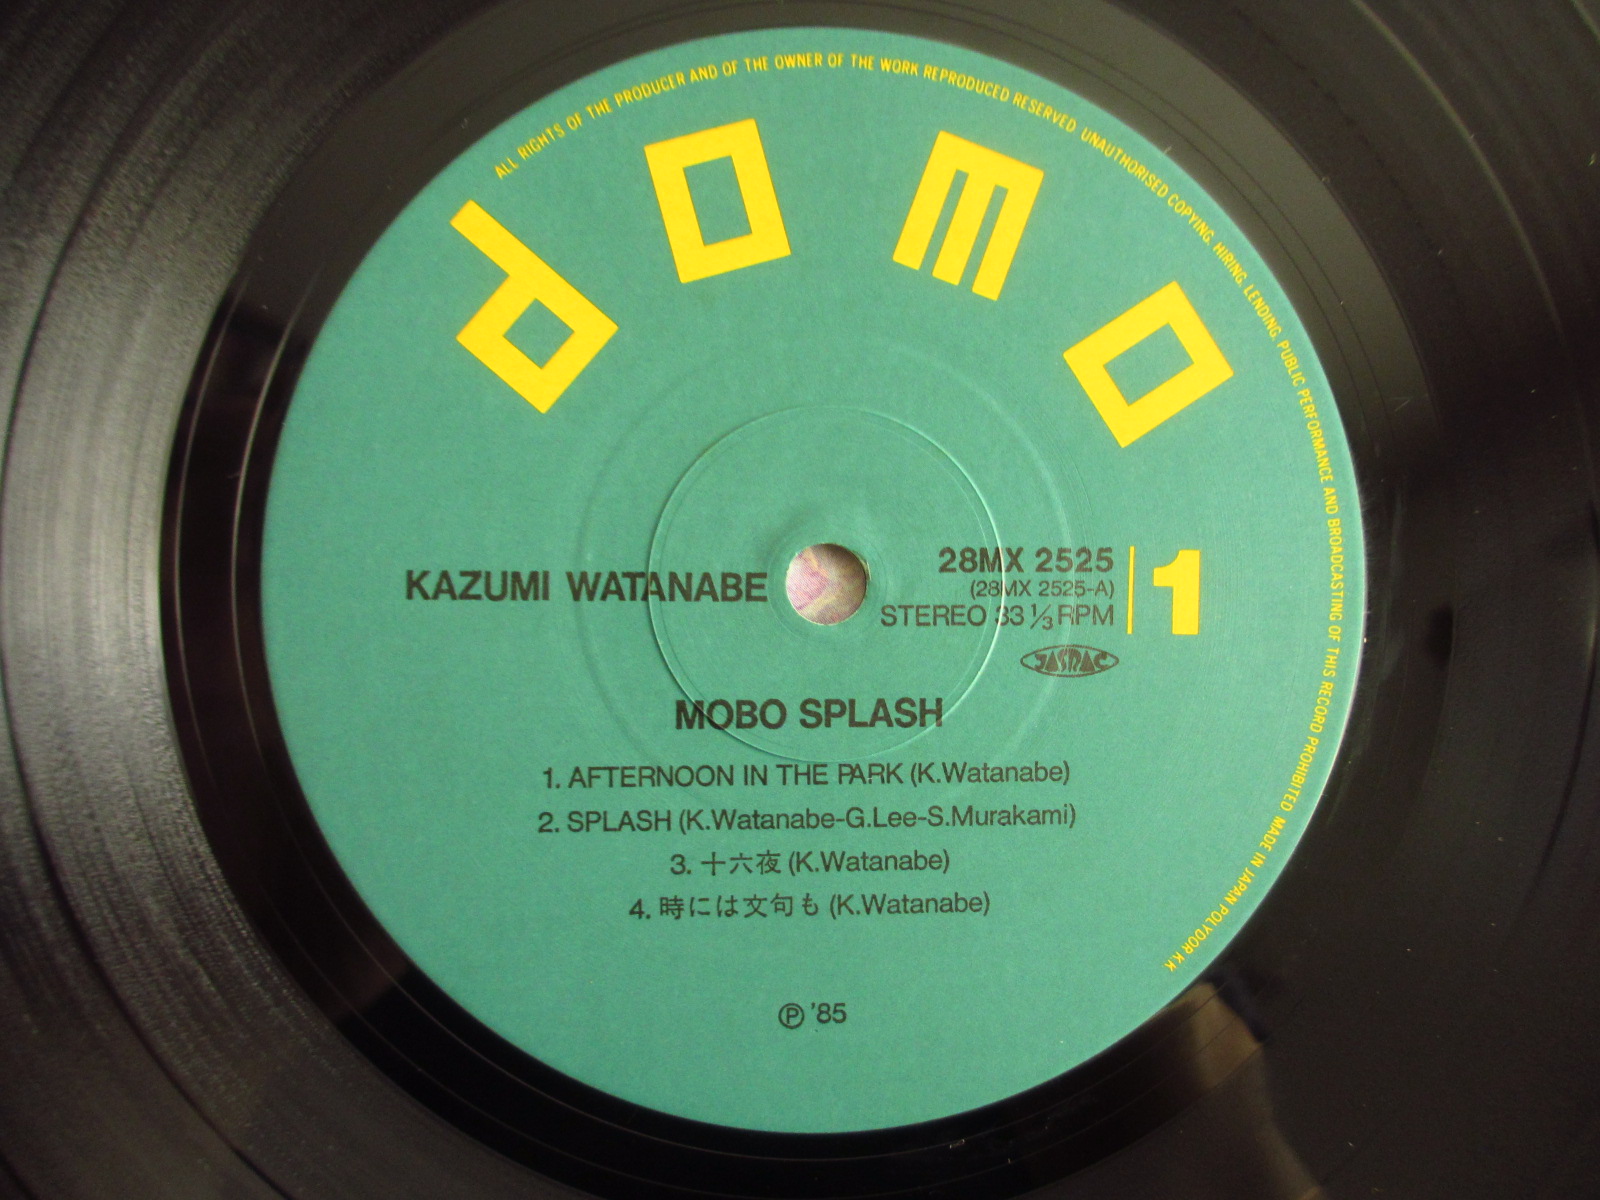 ALL RIGHTS OF THE PRODUCER AND OF THE OWNER OF THE WORK REPRODUCED RESERVED UNAUTHORISED COPYING, HIRING, LENDING, PUBLIC PERFORMANCE AND BROADCASTING OF THIS RECORD PROHIBITED MADE IN JAPAN POLYDOR K.K
domo
KAZUMI WATANABE
28MX 2525
(28MX 2525-A)
STEREO 33 1/3 RPM
1
JASRAC
MOBO SPLASH
1. AFTERNOON IN THE PARK (K.Watanabe)
2. SPLASH (K.Watanabe-G.Lee-S.Murakami)
3. 十六夜 (K.Watanabe)
4. 時には文句も (K.Watanabe)
Ⓟ '85